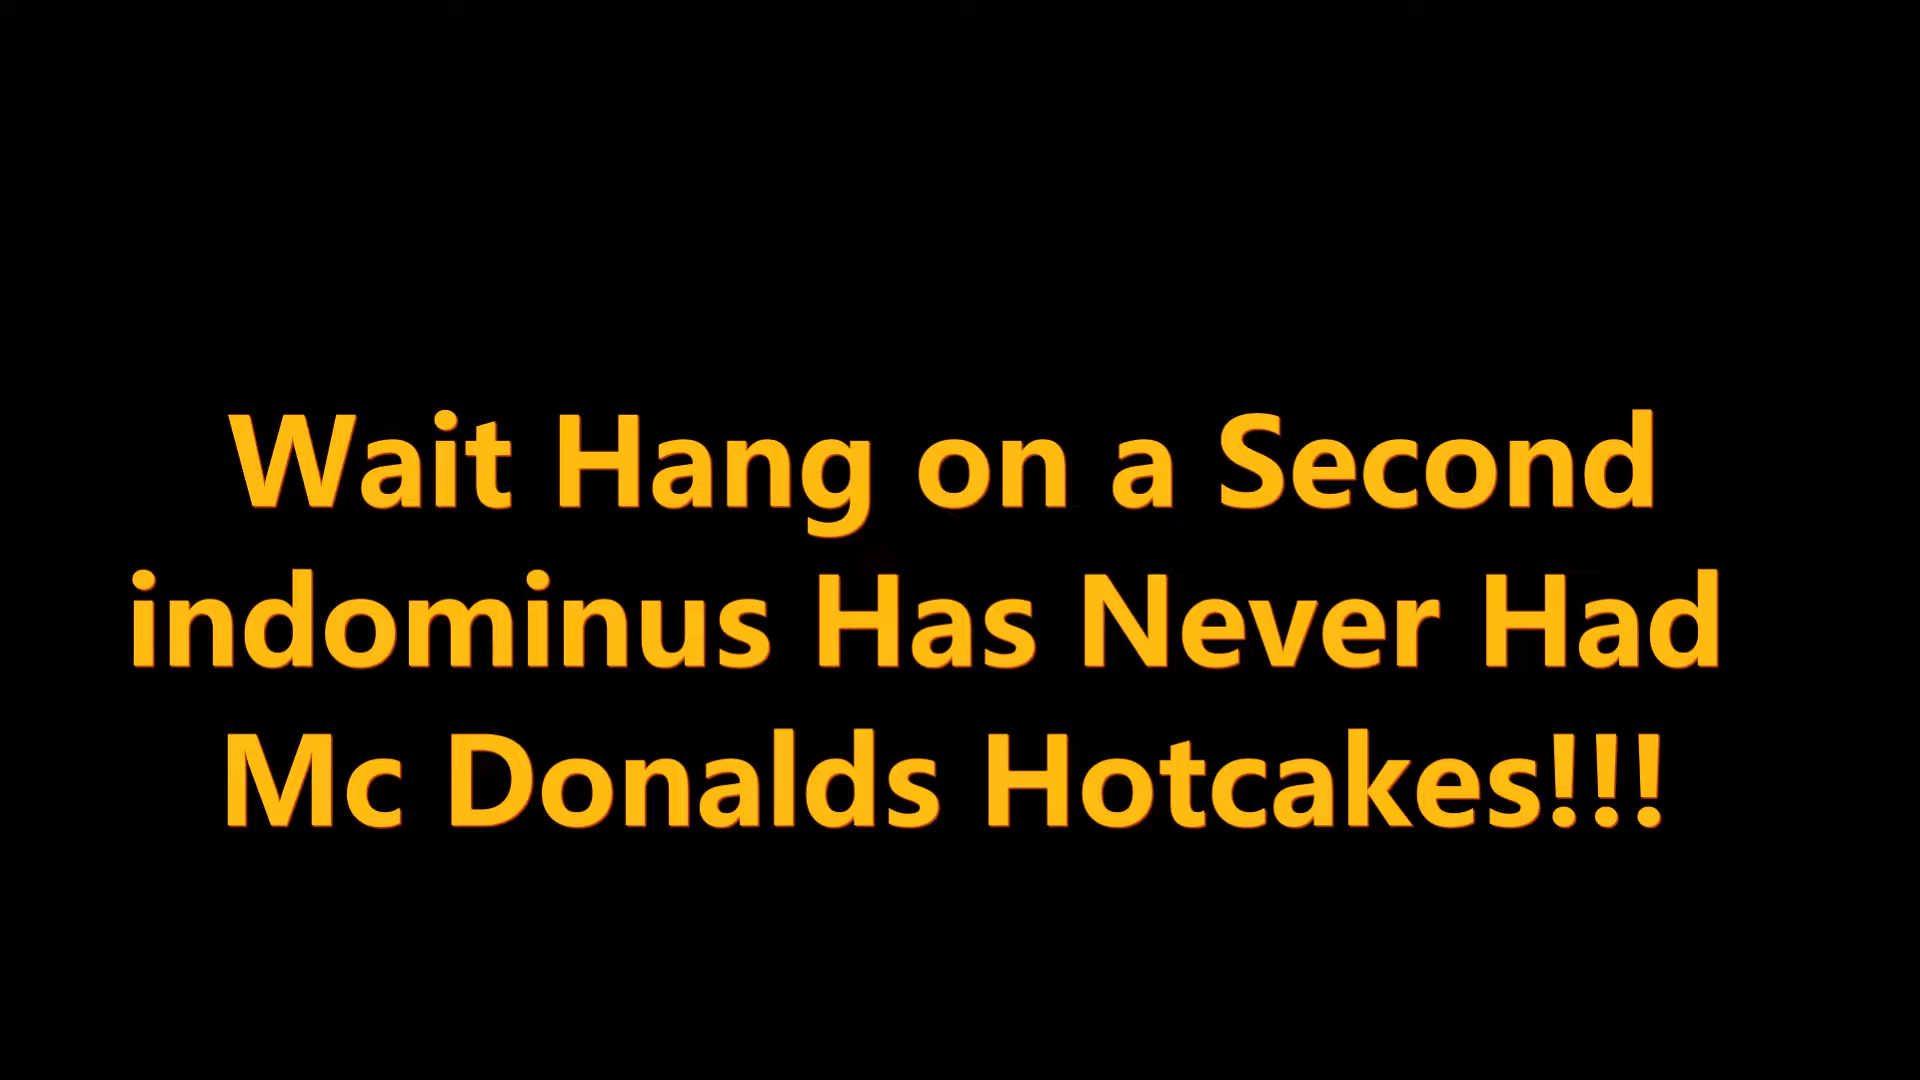 Wait Hang on a Second
indominus Has Never Had
Mc Donalds Hotcakes!!!